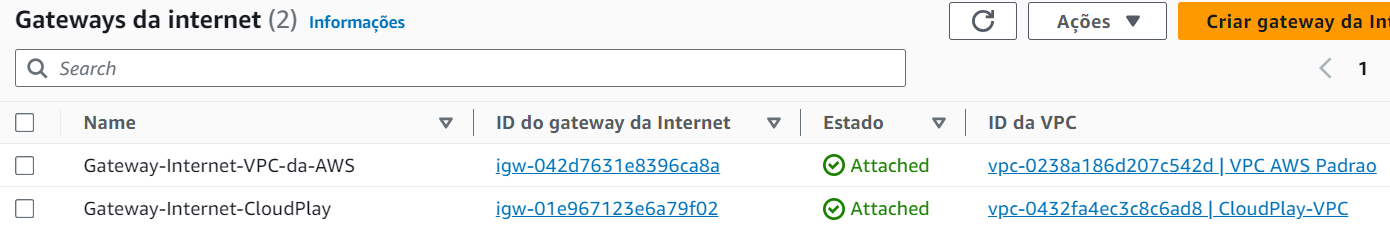 Gateways da internet (2) Informações
Ações
Criar gateway da In
Search
1
Name ID do gateway da Internet Estado ID da VPC
Gateway-Internet-VPC-da-AWS igw-042d7631e8396ca8a Attached vpc-0238a186d207c542d | VPC AWS Padrao
Gateway-Internet-CloudPlay igw-01e967123e6a79f02 Attached vpc-0432fa4ec3c8c6ad8 | CloudPlay-VPC